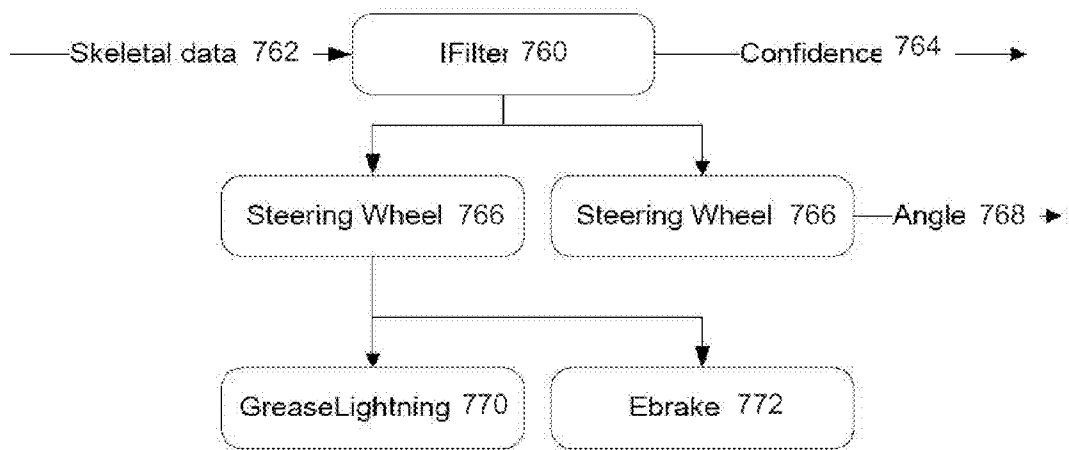 Skeletal data 762
IFilter 760
Confidence 764
Steering Wheel 766
Steering Wheel 766
Angle 768
GreaseLightning 770
Ebrake 772